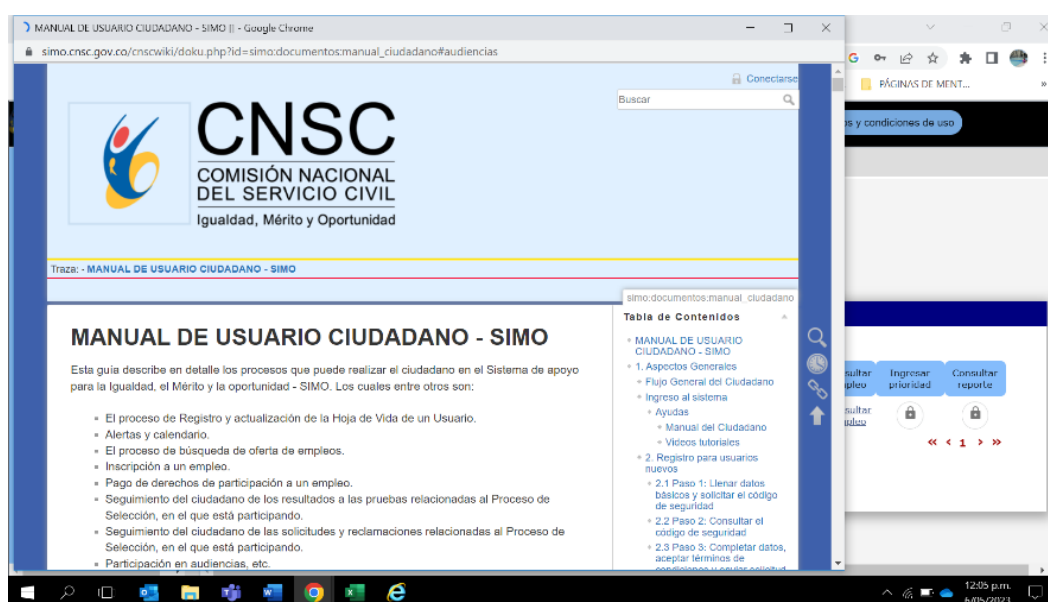 MANUAL DE USUARIO CIUDADANO - SIMO [] - Google Chrome
simo.cnsc.gov.co/cnscwiki/doku.php?id=simo:documentos:manual_ciudadano#audiencias
PÁGINAS DE MENT...
os y condiciones de uso
Conectarse
Buscar
CNSC
COMISIÓN NACIONAL
DEL SERVICIO CIVIL
Igualdad, Mérito y Oportunidad
Traza: - MANUAL DE USUARIO CIUDADANO - SIMO
simo:documentos:manual_ciudadano
MANUAL DE USUARIO CIUDADANO - SIMO
Esta guía describe en detalle los procesos que puede realizar el ciudadano en el Sistema de apoyo
para la Igualdad, el Mérito y la oportunidad - SIMO. Los cuales entre otros son:
El proceso de Registro y actualización de la Hoja de Vida de un Usuario.
Alertas y calendario.
El proceso de búsqueda de oferta de empleos.
Inscripción a un empleo.
Pago de derechos de participación a un empleo.
Seguimiento del ciudadano de los resultados a las pruebas relacionadas al Proceso de
Selección, en el que está participando.
Seguimiento del ciudadano de las solicitudes y reclamaciones relacionadas al Proceso de
Selección, en el que está participando.
Participación en audiencias, etc.
Tabla de Contenidos
MANUAL DE USUARIO
CIUDADANO - SIMO
1. Aspectos Generales
Flujo General del Ciudadano
Ingreso al sistema
Ayudas
Manual del Ciudadano
Videos tutoriales
2. Registro para usuarios
nuevos
2.1 Paso 1: Llenar datos
básicos y solicitar el código
de seguridad
2.2 Paso 2: Consultar el
código de seguridad
2.3 Paso 3: Completar datos,
aceptar términos de
condiciones y enviar solicitud
sultar
pleo
Ingresar
prioridad
Consultar
reporte
sultar
pleo
« < 1 > »
12:05 p.m.
6/05/2023